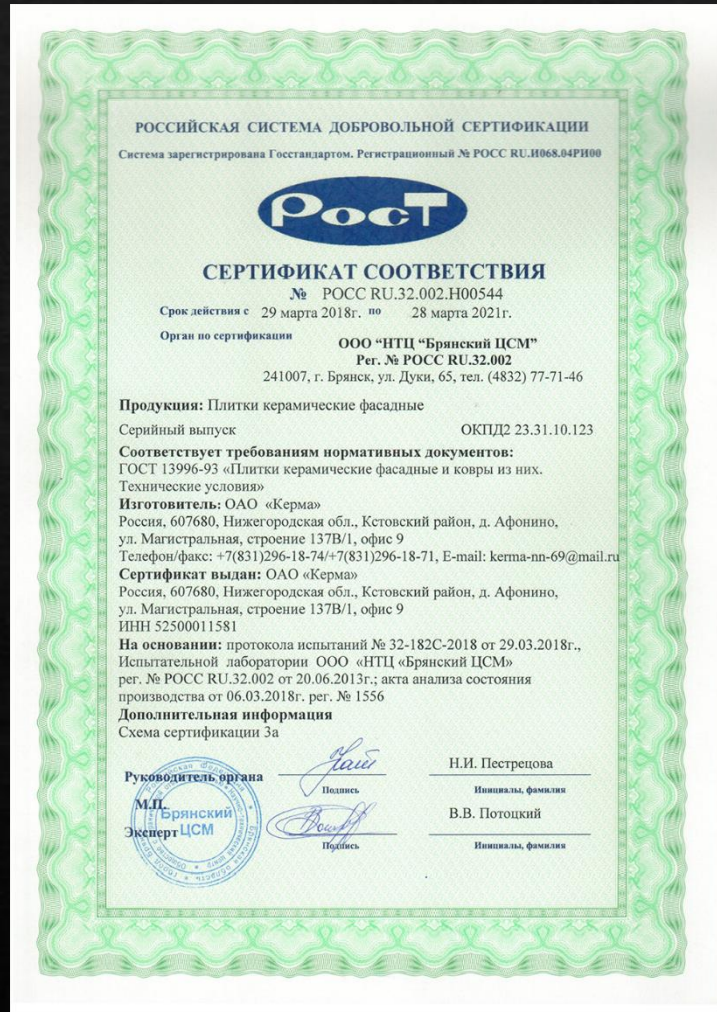 РОССИЙСКАЯ СИСТЕМА ДОБРОВОЛЬНОЙ СЕРТИФИКАЦИИ
Система зарегистрирована Госстандартом. Регистрационный № РОСС RU.И068.04РИ00
РосТ
СЕРТИФИКАТ СООТВЕТСТВИЯ
№ РОСС RU.32.002.Н00544
Срок действия с 29 марта 2018г. по 28 марта 2021г.
Орган по сертификации
ООО “НТЦ “Брянский ЦСМ”
Рег. № РОСС RU.32.002
241007, г. Брянск, ул. Дуки, 65, тел. (4832) 77-71-46
Продукция: Плитки керамические фасадные
Серийный выпуск ОКПД2 23.31.10.123
Соответствует требованиям нормативных документов:
ГОСТ 13996-93 «Плитки керамические фасадные и ковры из них.
Технические условия»
Изготовитель: ОАО «Керма»
Россия, 607680, Нижегородская обл., Кстовский район, д. Афонино,
ул. Магистральная, строение 137В/1, офис 9
Телефон/факс: +7(831)296-18-74/+7(831)296-18-71, E-mail: kerma-nn-69@mail.ru
Сертификат выдан: ОАО «Керма»
Россия, 607680, Нижегородская обл., Кстовский район, д. Афонино,
ул. Магистральная, строение 137В/1, офис 9
ИНН 52500011581
На основании: протокола испытаний № 32-182С-2018 от 29.03.2018г.,
Испытательной лаборатории ООО «НТЦ «Брянский ЦСМ»
рег. № РОСС RU.32.002 от 20.06.2013г.; акта анализа состояния
производства от 06.03.2018г. рег. № 1556
Дополнительная информация
Схема сертификации 3а
Руководитель органа
Подпись
Н.И. Пестрецова
Инициалы, фамилия
М.П.
Брянский
ЦСМ
Эксперт
Подпись
В.В. Потоцкий
Инициалы, фамилия